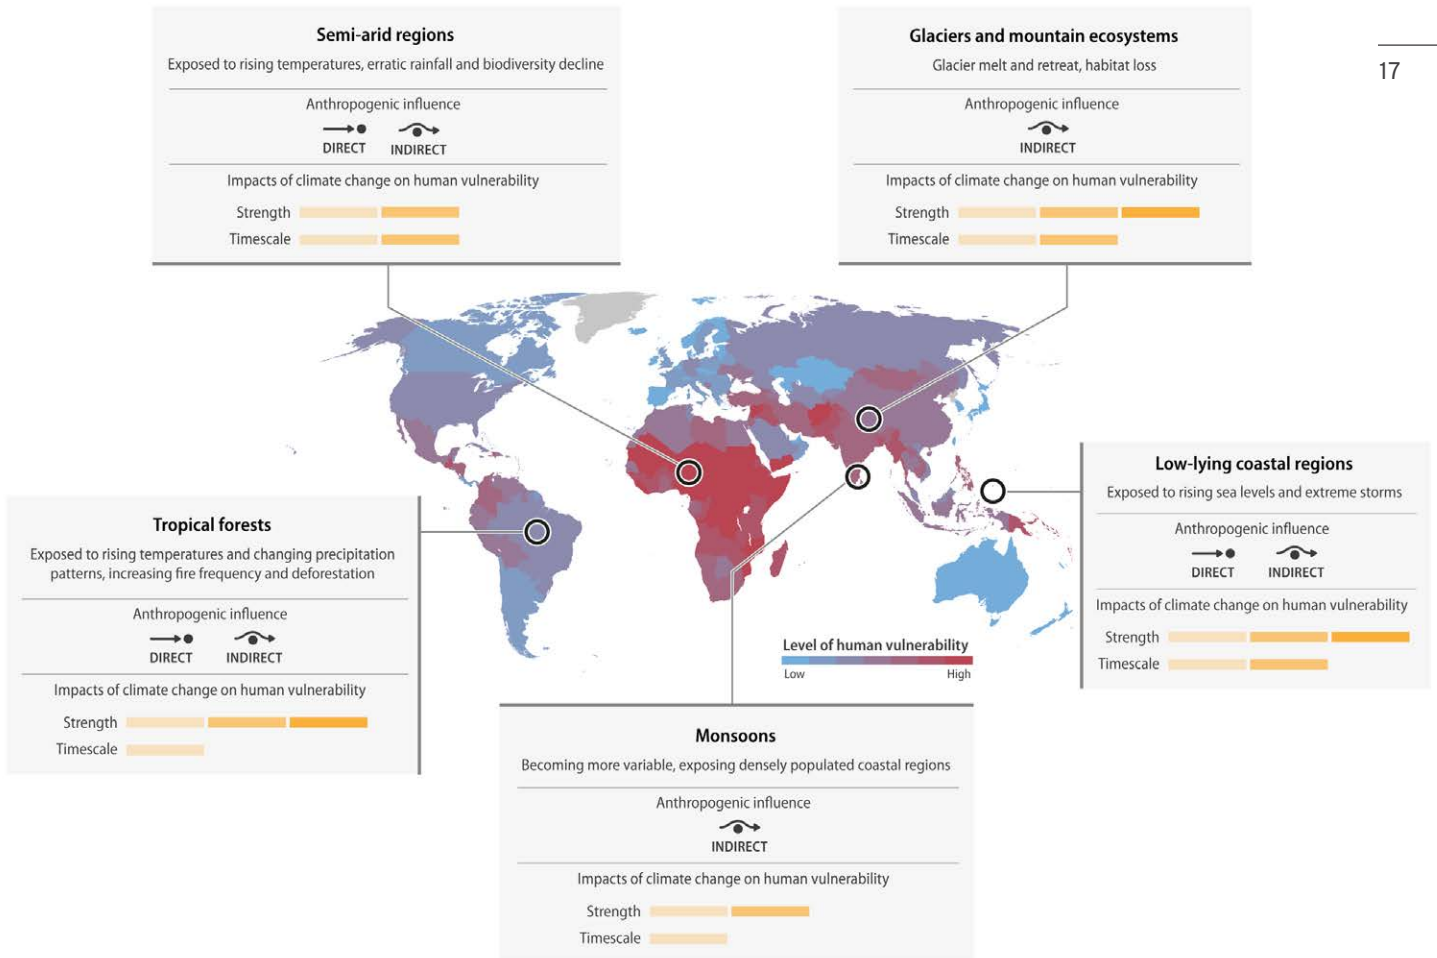 17
Semi-arid regions
Exposed to rising temperatures, erratic rainfall and biodiversity decline
Anthropogenic influence
DIRECT INDIRECT
Impacts of climate change on human vulnerability
Strength
Timescale
Glaciers and mountain ecosystems
Glacier melt and retreat, habitat loss
Anthropogenic influence
INDIRECT
Impacts of climate change on human vulnerability
Strength
Timescale
Low-lying coastal regions
Exposed to rising sea levels and extreme storms
Anthropogenic influence
DIRECT INDIRECT
Impacts of climate change on human vulnerability
Strength
Timescale
Tropical forests
Exposed to rising temperatures and changing precipitation
patterns, increasing fire frequency and deforestation
Anthropogenic influence
DIRECT INDIRECT
Impacts of climate change on human vulnerability
Strength
Timescale
Level of human vulnerability
Low High
Monsoons
Becoming more variable, exposing densely populated coastal regions
Anthropogenic influence
INDIRECT
Impacts of climate change on human vulnerability
Strength
Timescale